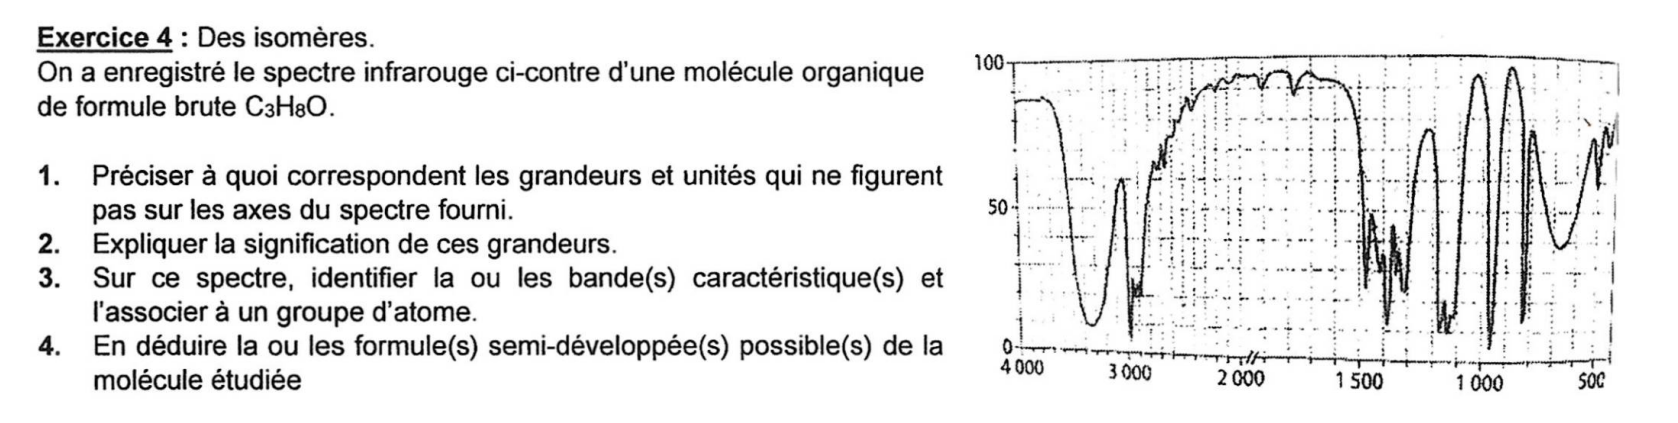 Exercice 4 : Des isomères.
On a enregistré le spectre infrarouge ci-contre d'une molécule organique
de formule brute C3H8O.
1. Préciser à quoi correspondent les grandeurs et unités qui ne figurent
pas sur les axes du spectre fourni.
2. Expliquer la signification de ces grandeurs.
3. Sur ce spectre, identifier la ou les bande(s) caractéristique(s) et
l'associer à un groupe d'atome.
4. En déduire la ou les formule(s) semi-développée(s) possible(s) de la
molécule étudiée
100
50
0
4 000 3 000 2 000 1 500 1 000 500